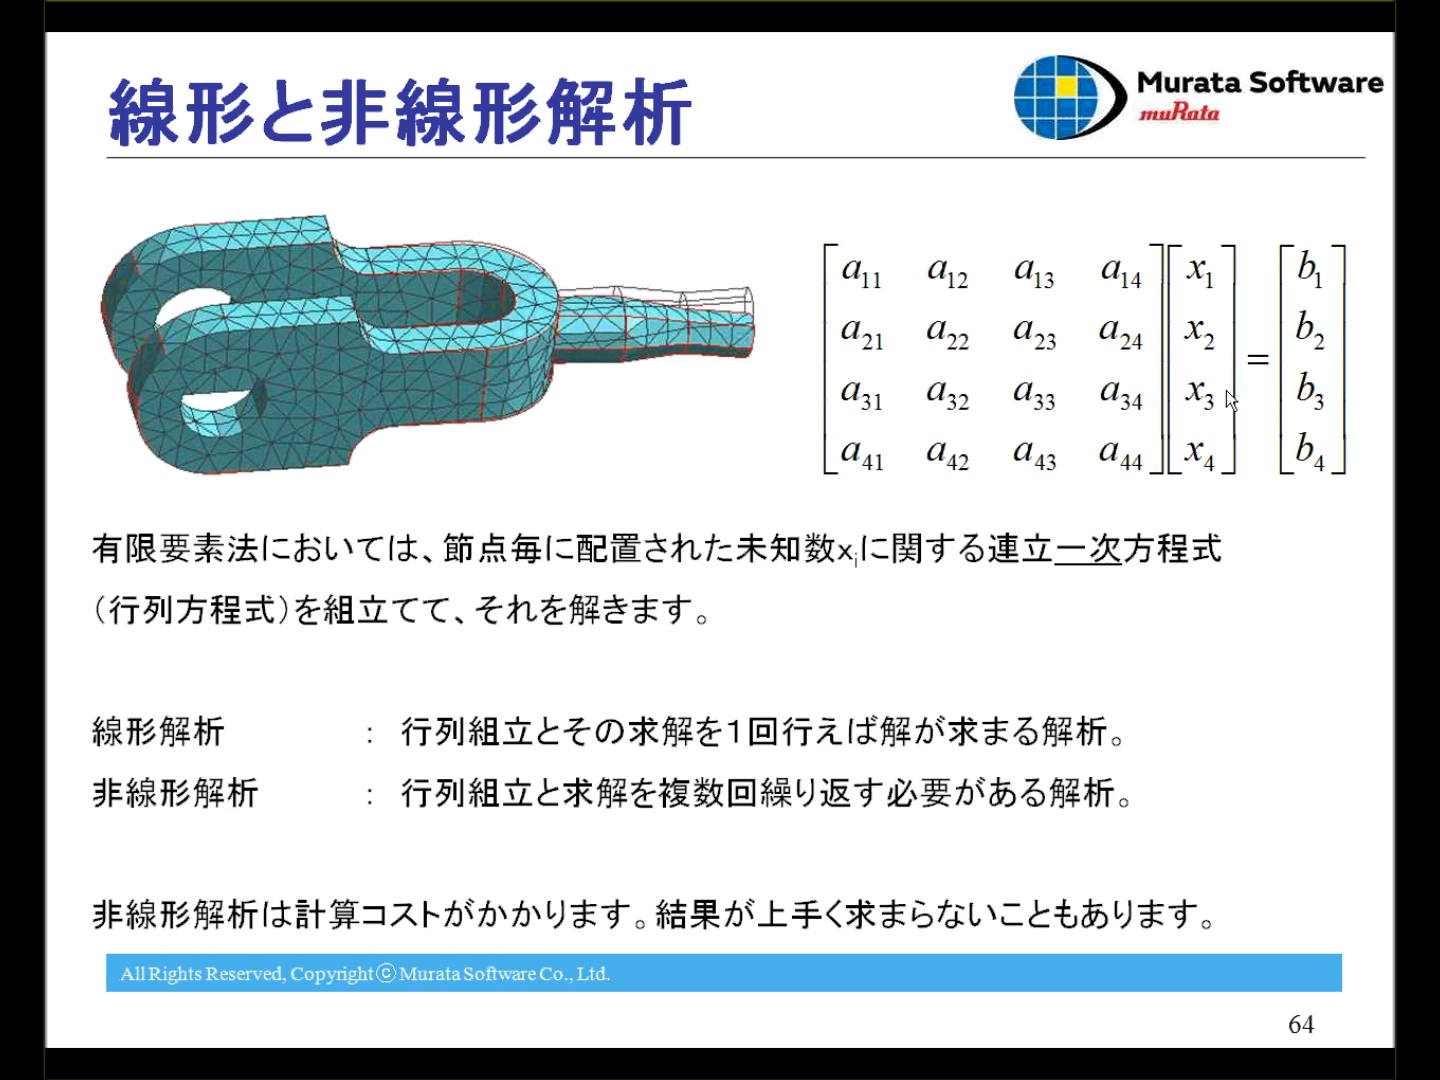 線形と非線形解析
Murata Software
muRata
a11 a12 a13 a14 x1 b1
a21 a22 a23 a24 x2 b2
=
a31 a32 a33 a34 x3 b3
a41 a42 a43 a44 x4 b4
有限要素法においては、節点毎に配置された未知数xiに関する連立一次方程式
（行列方程式）を組立てて、それを解きます。
線形解析 ： 行列組立とその求解を１回行えば解が求まる解析。
非線形解析 ： 行列組立と求解を複数回繰り返す必要がある解析。
非線形解析は計算コストがかかります。結果が上手く求まらないこともあります。
All Rights Reserved, Copyright ⓒ Murata Software Co., Ltd.
64